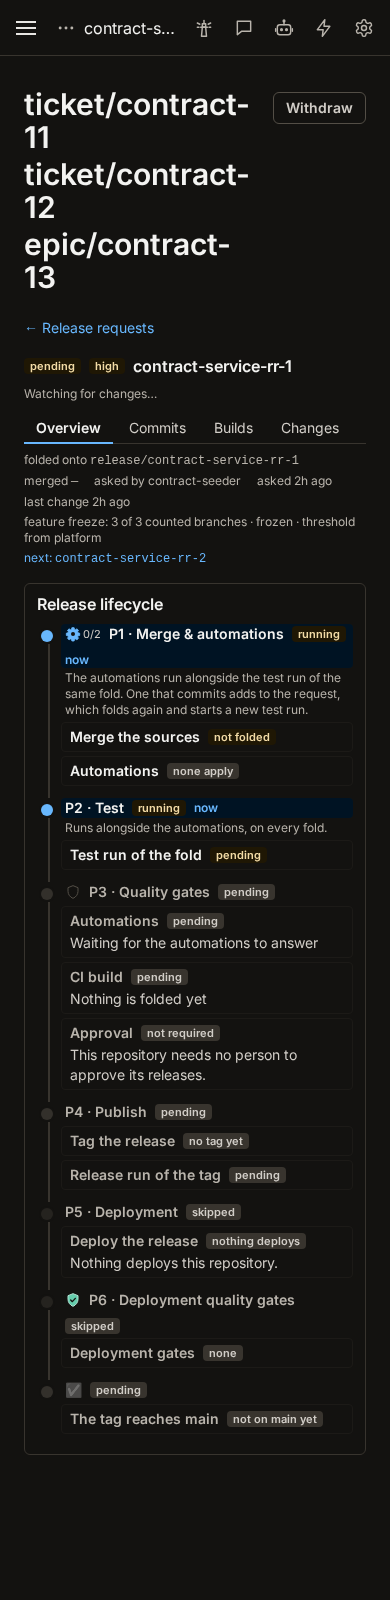 contract-s...
ticket/contract-
11
ticket/contract-
12
epic/contract-
13
Withdraw
← Release requests
pending high contract-service-rr-1
Watching for changes…
Overview Commits Builds Changes
folded onto release/contract-service-rr-1
merged — asked by contract-seeder asked 2h ago
last change 2h ago
feature freeze: 3 of 3 counted branches · frozen · threshold
from platform
next: contract-service-rr-2
Release lifecycle
0/2 P1 · Merge & automations running
now
The automations run alongside the test run of the
same fold. One that commits adds to the request,
which folds again and starts a new test run.
Merge the sources not folded
Automations none apply
P2 · Test running now
Runs alongside the automations, on every fold.
Test run of the fold pending
P3 · Quality gates pending
Automations pending
Waiting for the automations to answer
CI build pending
Nothing is folded yet
Approval not required
This repository needs no person to
approve its releases.
P4 · Publish pending
Tag the release no tag yet
Release run of the tag pending
P5 · Deployment skipped
Deploy the release nothing deploys
Nothing deploys this repository.
P6 · Deployment quality gates
skipped
Deployment gates none
pending
The tag reaches main not on main yet